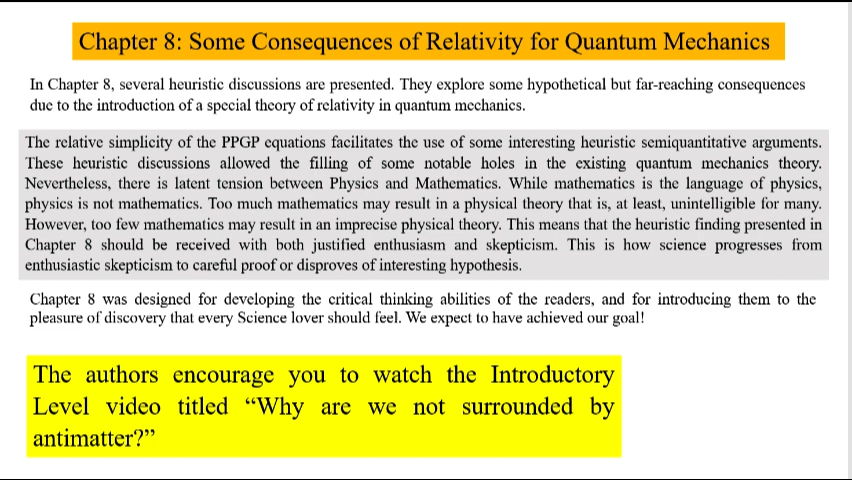 Chapter 8: Some Consequences of Relativity for Quantum Mechanics
In Chapter 8, several heuristic discussions are presented. They explore some hypothetical but far-reaching consequences
due to the introduction of a special theory of relativity in quantum mechanics.
The relative simplicity of the PPGP equations facilitates the use of some interesting heuristic semiquantitative arguments.
These heuristic discussions allowed the filling of some notable holes in the existing quantum mechanics theory.
Nevertheless, there is latent tension between Physics and Mathematics. While mathematics is the language of physics,
physics is not mathematics. Too much mathematics may result in a physical theory that is, at least, unintelligible for many.
However, too few mathematics may result in an imprecise physical theory. This means that the heuristic finding presented in
Chapter 8 should be received with both justified enthusiasm and skepticism. This is how science progresses from
enthusiastic skepticism to careful proof or disproves of interesting hypothesis.
Chapter 8 was designed for developing the critical thinking abilities of the readers, and for introducing them to the
pleasure of discovery that every Science lover should feel. We expect to have achieved our goal!
The authors encourage you to watch the Introductory
Level video titled “Why are we not surrounded by
antimatter?”